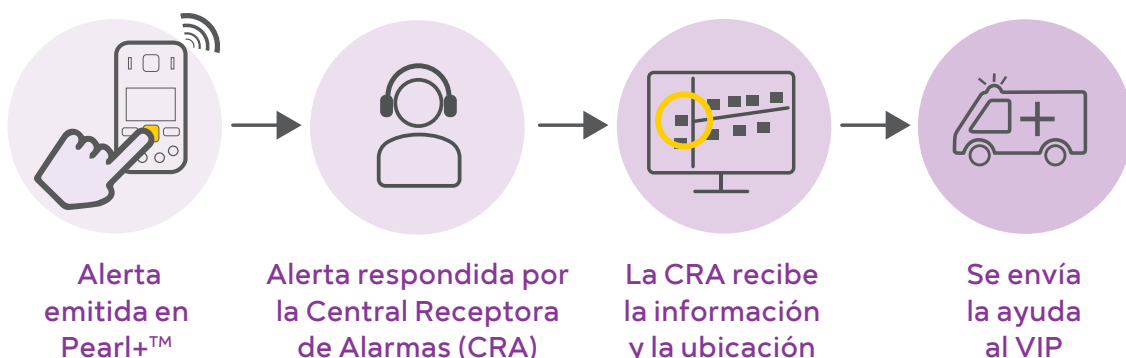 Alerta
emitida en
Pearl+™
Alerta respondida por
la Central Receptora
de Alarmas (CRA)
La CRA recibe
la información
y la ubicación
Se envía
la ayuda
al VIP